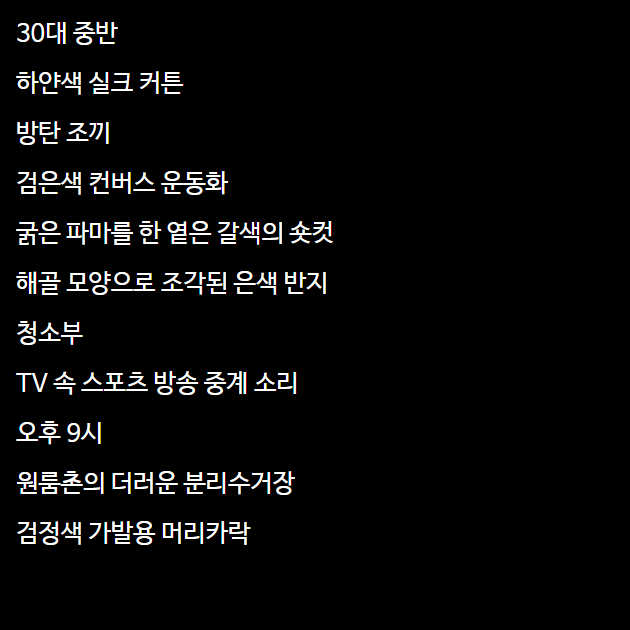 30대 중반
하얀색 실크 커튼
방탄 조끼
검은색 컨버스 운동화
굵은 파마를 한 옅은 갈색의 숏컷
해골 모양으로 조각된 은색 반지
청소부
TV 속 스포츠 방송 중계 소리
오후 9시
원룸촌의 더러운 분리수거장
검정색 가발용 머리카락